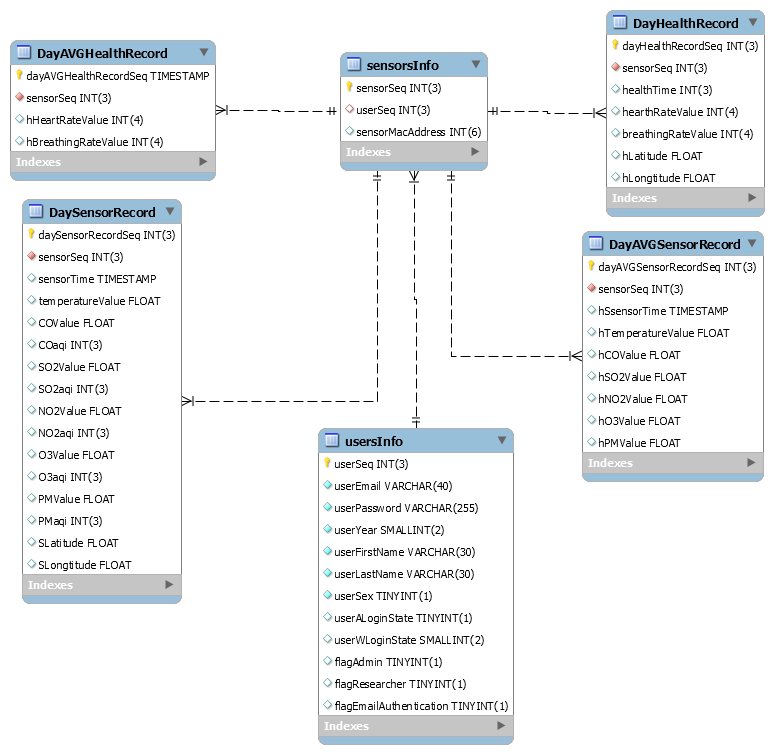 DayAVGHealthRecord
dayAVGHealthRecordSeq TIMESTAMP
sensorSeq INT(3)
hHeartRateValue INT(4)
hBreathingRateValue INT(4)
Indexes
sensorsInfo
sensorSeq INT(3)
userSeq INT(3)
sensorMacAddress INT(6)
Indexes
DayHealthRecord
dayHealthRecordSeq INT(3)
sensorSeq INT(3)
healthTime INT(3)
hearthRateValue INT(4)
breathingRateValue INT(4)
hLatitude FLOAT
hLongtitude FLOAT
Indexes
DaySensorRecord
daySensorRecordSeq INT(3)
sensorSeq INT(3)
sensorTime TIMESTAMP
temperatureValue FLOAT
COValue FLOAT
COaqi INT(3)
SO2Value FLOAT
SO2aqi INT(3)
NO2Value FLOAT
NO2aqi INT(3)
O3Value FLOAT
O3aqi INT(3)
PMValue FLOAT
PMaqi INT(3)
SLatitude FLOAT
SLongtitude FLOAT
Indexes
DayAVGSensorRecord
dayAVGSensorRecordSeq INT(3)
sensorSeq INT(3)
hSsensorTime TIMESTAMP
hTemperatureValue FLOAT
hCOValue FLOAT
hSO2Value FLOAT
hNO2Value FLOAT
hO3Value FLOAT
hPMValue FLOAT
Indexes
usersInfo
userSeq INT(3)
userEmail VARCHAR(40)
userPassword VARCHAR(255)
userYear SMALLINT(2)
userFirstName VARCHAR(30)
userLastName VARCHAR(30)
userSex TINYINT(1)
userALoginState TINYINT(1)
userWLoginState SMALLINT(2)
flagAdmin TINYINT(1)
flagResearcher TINYINT(1)
flagEmailAuthentication TINYINT(1)
Indexes